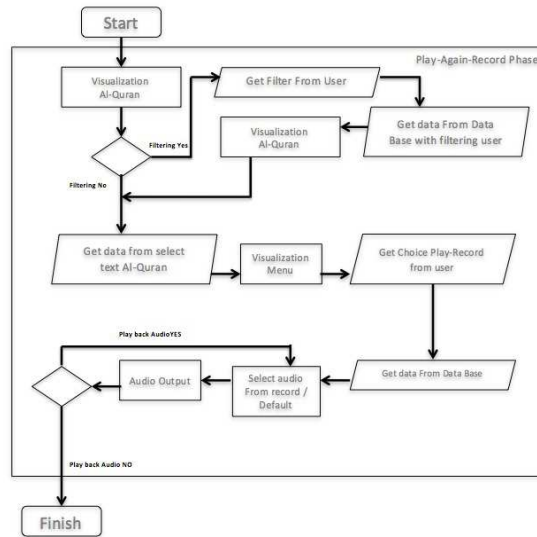 Start
Play-Again-Record Phase
Visualization
Al-Quran
Get Filter From User
Get data From Data
Base with filtering user
Visualization
Al-Quran
Filtering Yes
Filtering No
Get data from select
text Al-Quran
Visualization
Menu
Get Choice Play-Record
from user
Play back AudioYES
Get data From Data Base
Select audio
From record /
Default
Audio Output
Play back Audio NO
Finish